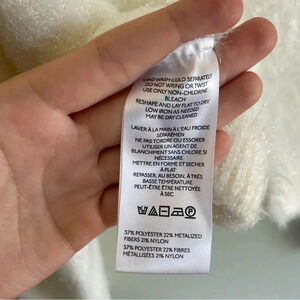 HAND WASH COLD SEPARATELY
DO NOT WRING OR TWIST
USE ONLY NON-CHLORINE
BLEACH
RESHAPE AND LAY FLAT TO DRY
LOW IRON AS NEEDED
MAY BE DRY CLEANED
LAVER À LA MAIN À L'EAU FROIDE
SÉPARÉMENT
NE PAS TORDRE OU ESSORER
UTILISER UN AGENT DE
BLANCHIMENT SANS CHLORE SI
NÉCESSAIRE
METTRE EN FORME ET SÉCHER
À PLAT
REPASSER, AU BESOIN, À TRÈS
BASSE TEMPÉRATURE
PEUT-ÊTRE ÊTRE NETTOYÉE
À SEC
57% POLYESTER 22% METALIZED
FIBERS 21% NYLON
57% POLYESTER 22% FIBRES
MÉTALLISÉES 21% NYLON